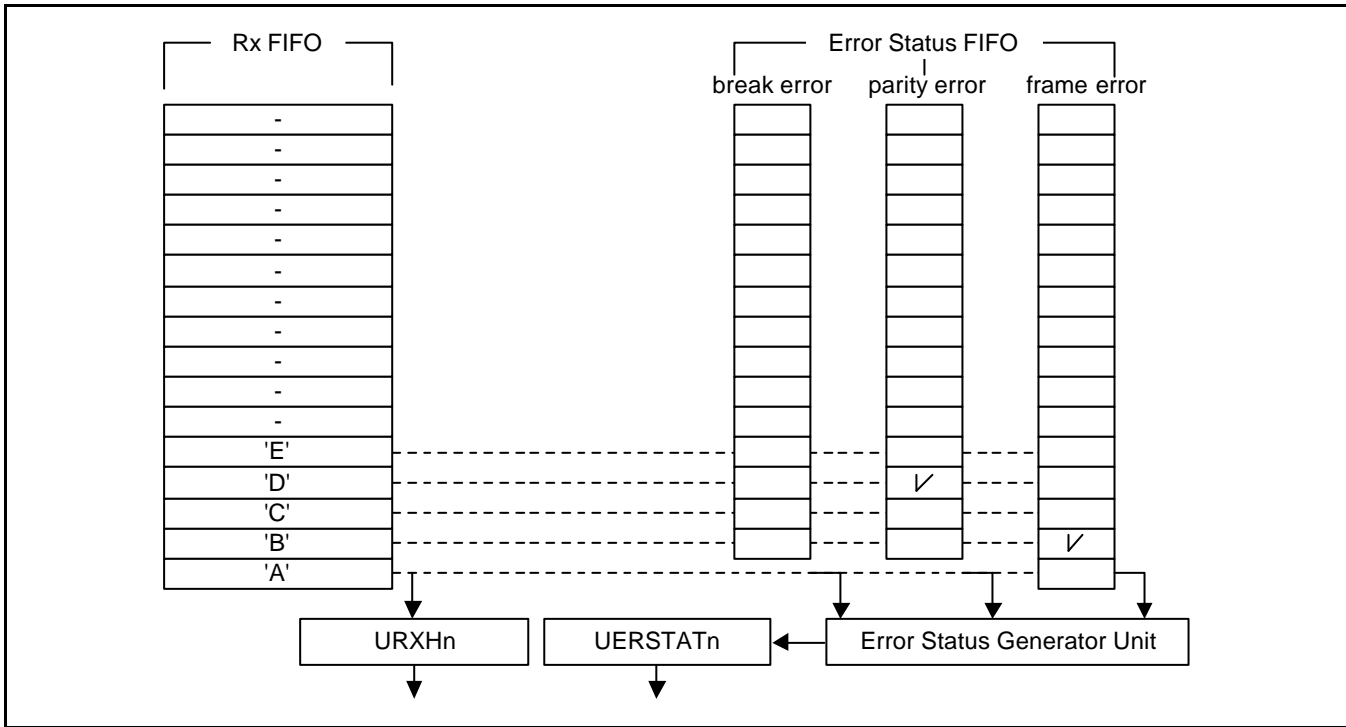 Rx FIFO
Error Status FIFO
break error
parity error
frame error
-
-
-
-
-
-
-
-
-
-
-
'E'
'D'
'C'
'B'
'A'
URXHn
UERSTATn
Error Status Generator Unit